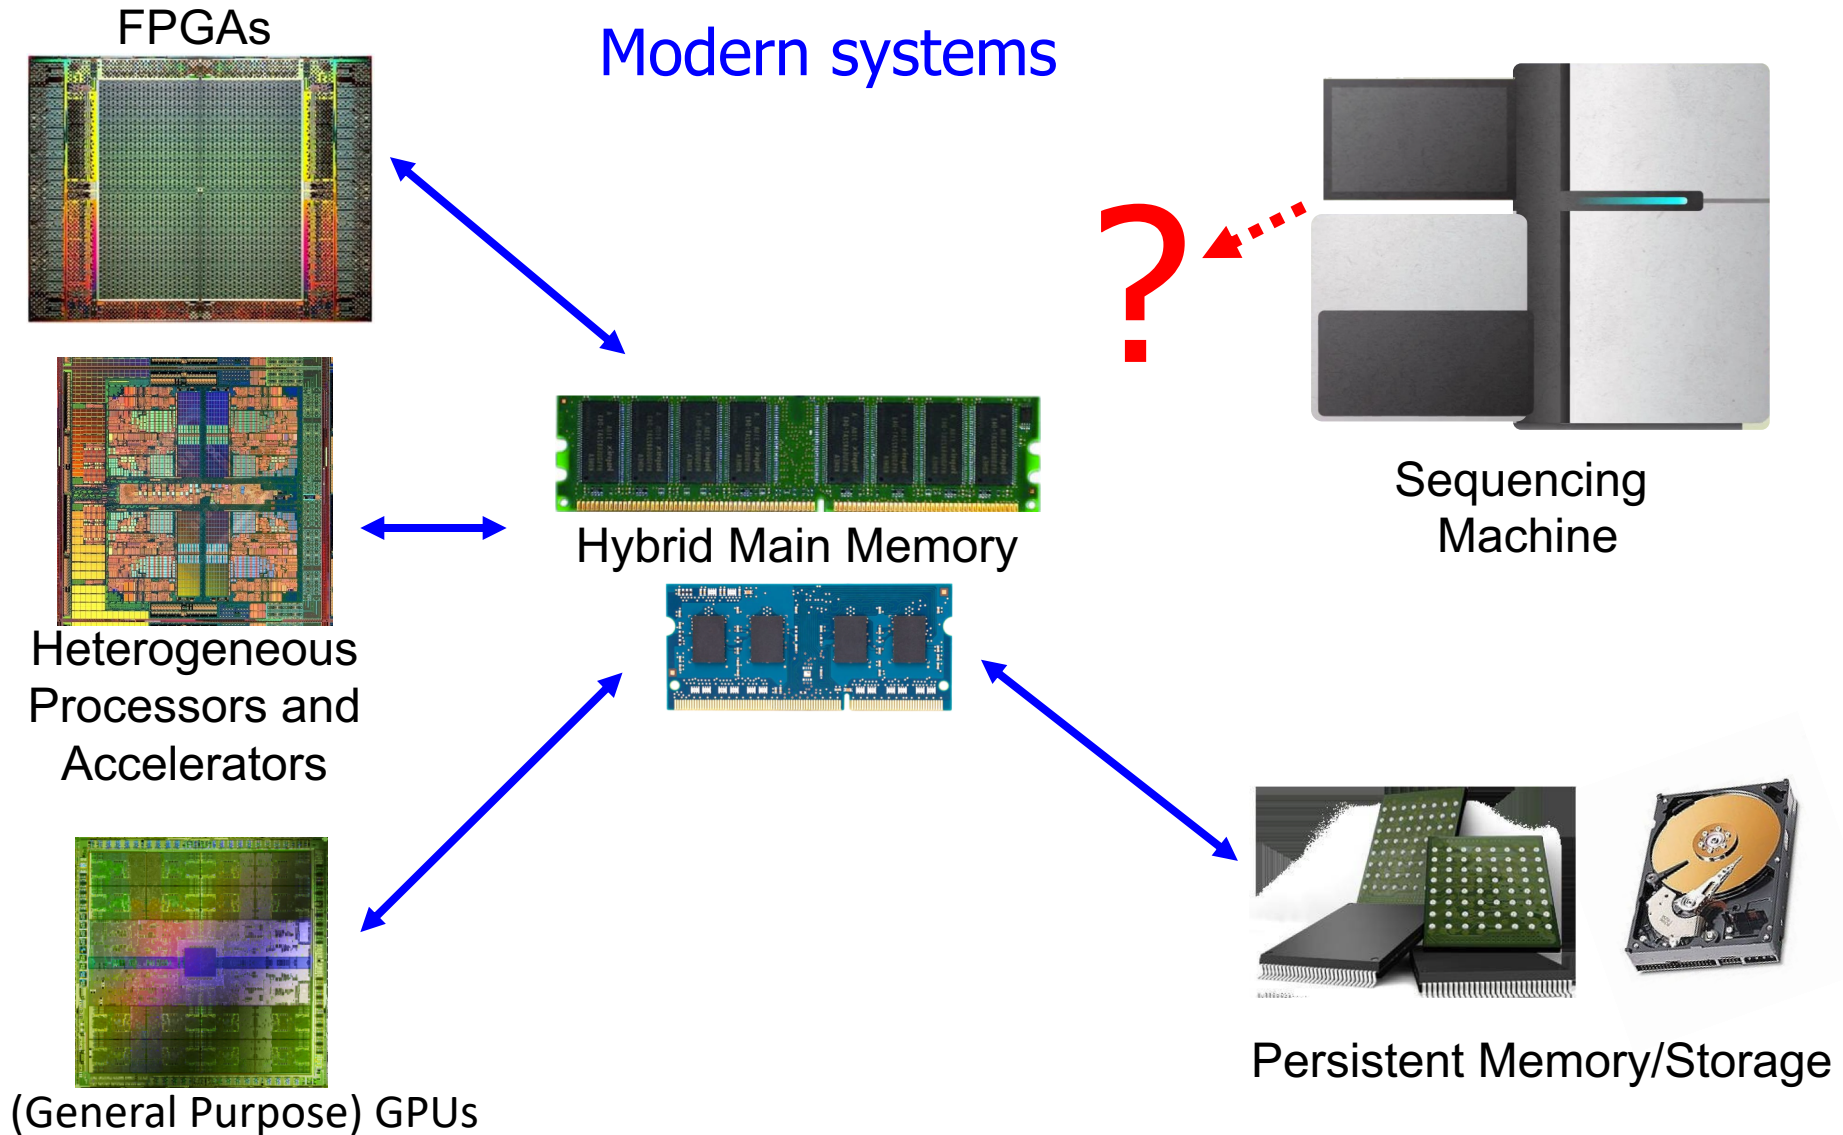 FPGAs
Modern systems
?
Sequencing
Machine
Hybrid Main Memory
Heterogeneous
Processors and
Accelerators
Persistent Memory/Storage
(General Purpose) GPUs